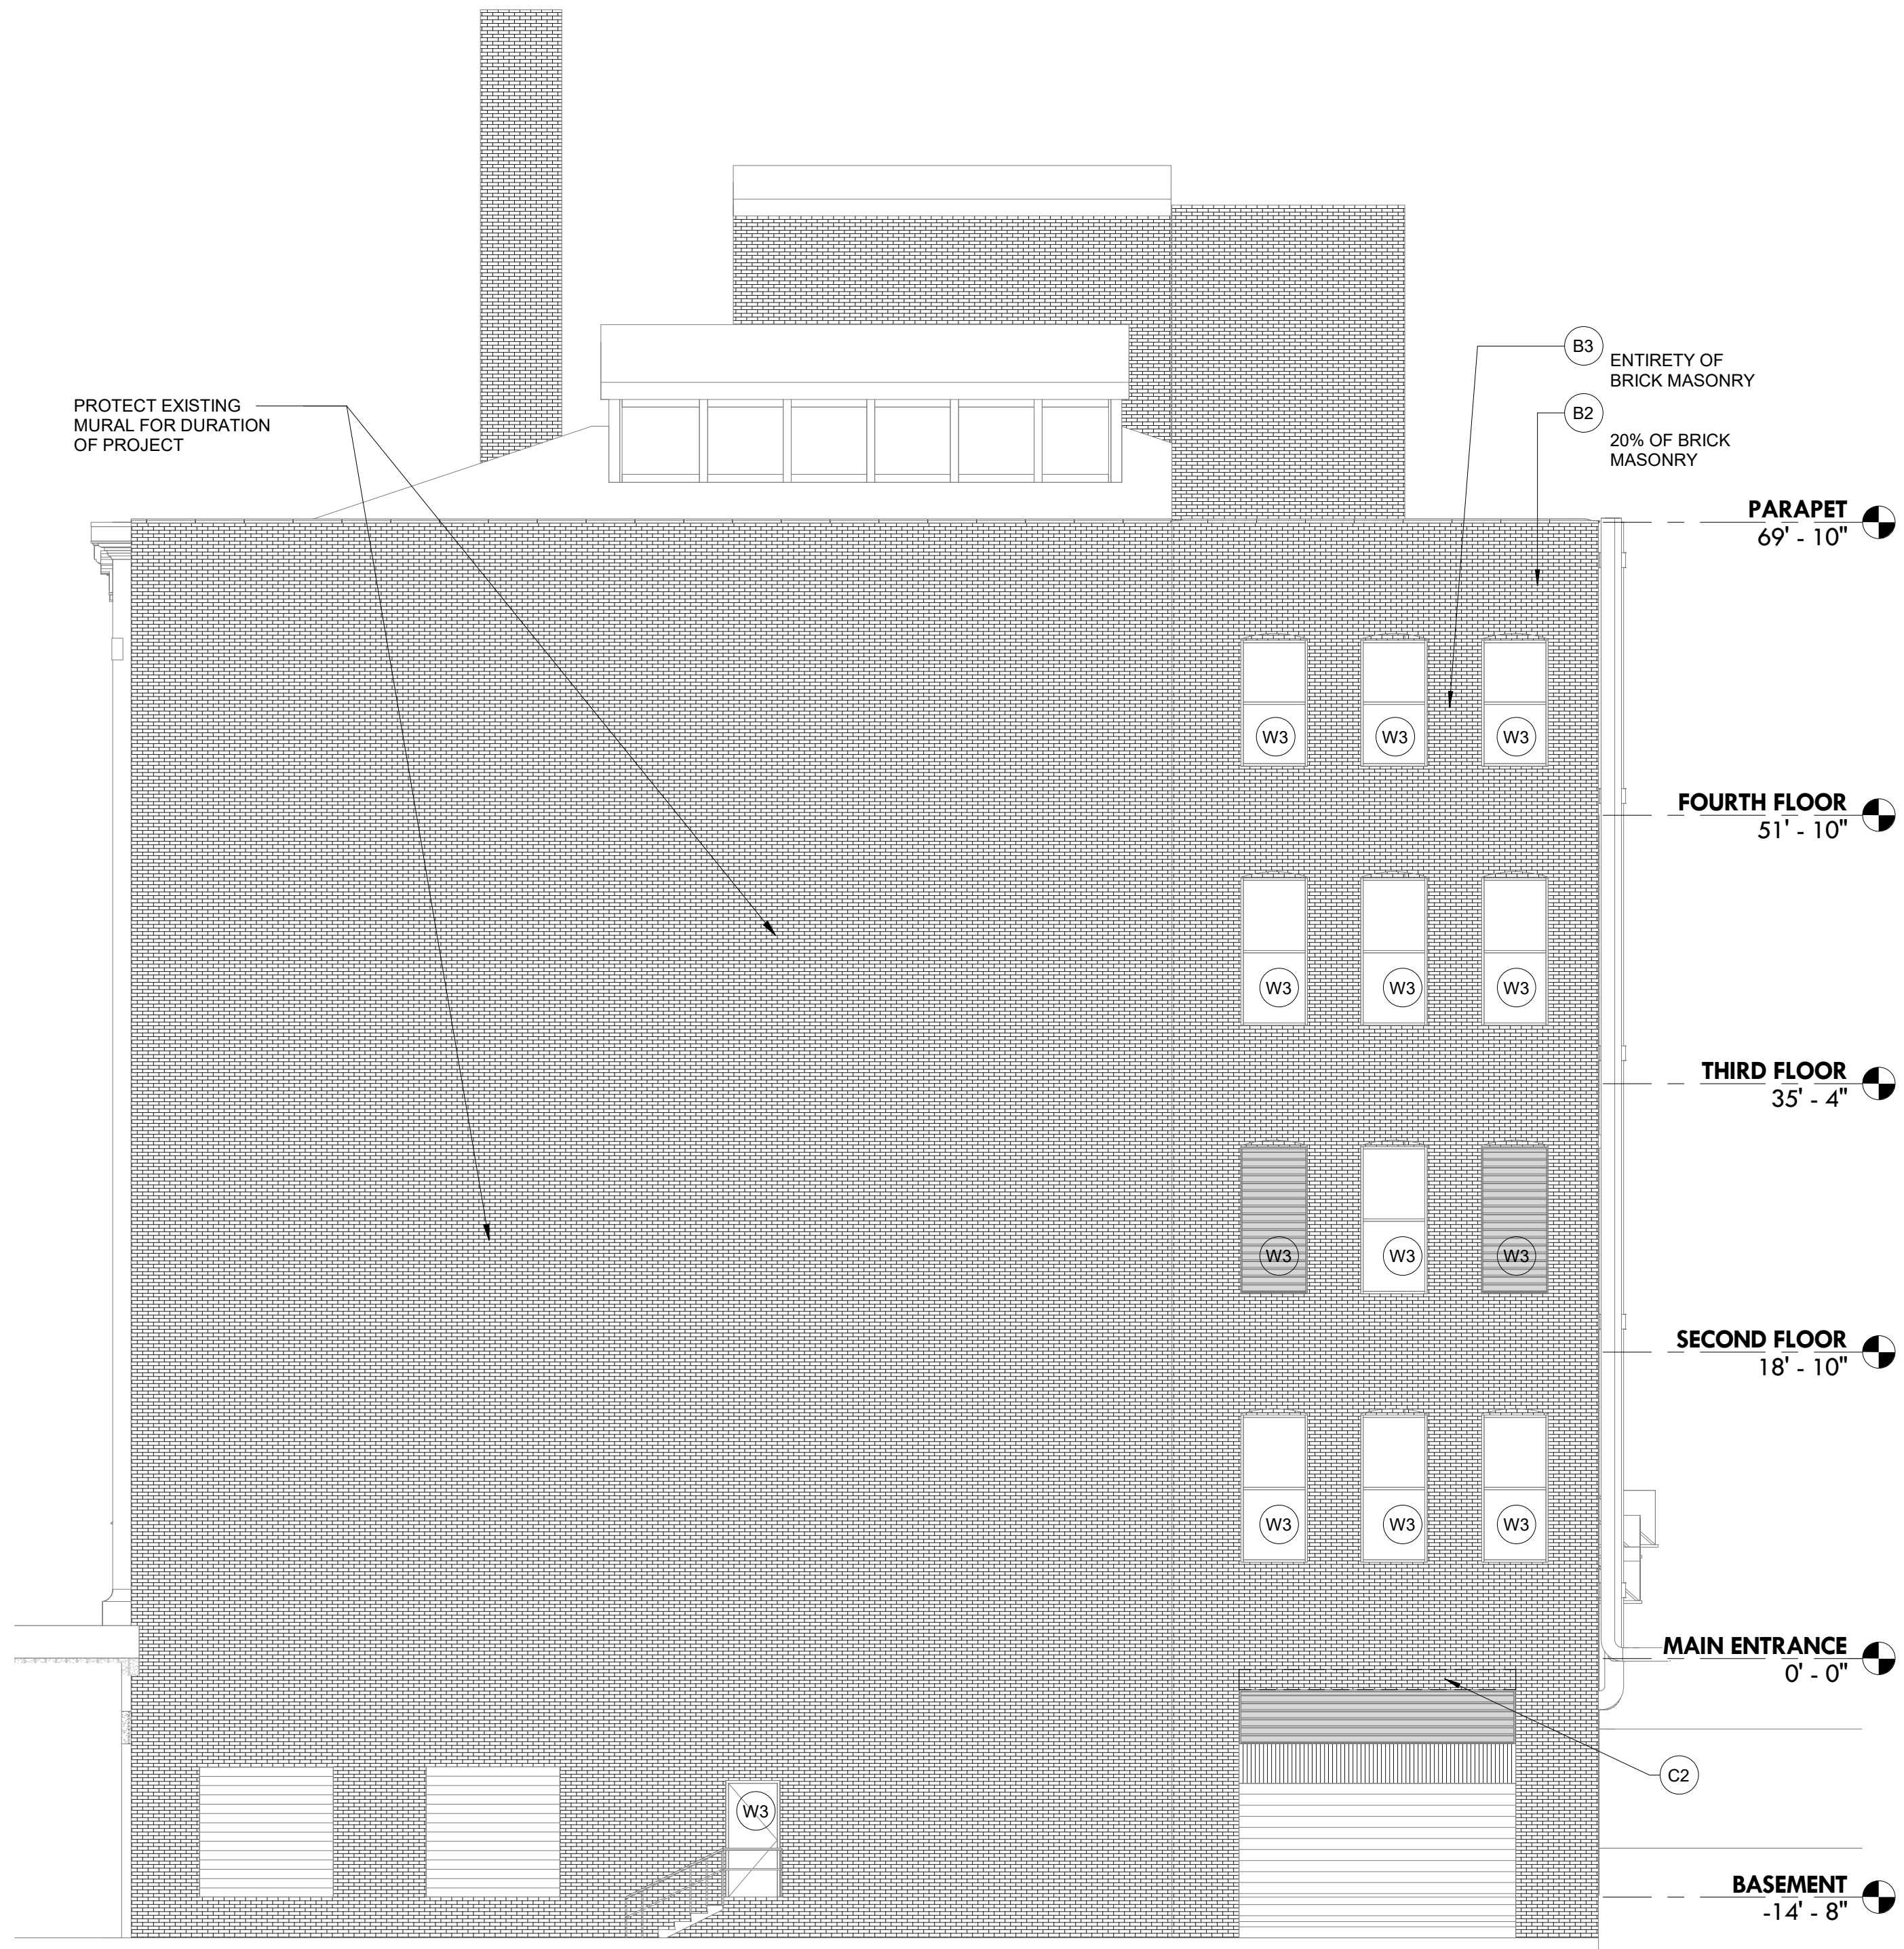 B3
ENTIRETY OF
BRICK MASONRY
PROTECT EXISTING
MURAL FOR DURATION
OF PROJECT
B2
20% OF BRICK
MASONRY
PARAPET
69' - 10"
W3 W3 W3
FOURTH FLOOR
51' - 10"
W3 W3 W3
THIRD FLOOR
35' - 4"
W3 W3 W3
SECOND FLOOR
18' - 10"
W3 W3 W3
MAIN ENTRANCE
0' - 0"
C2
W3
BASEMENT
-14' - 8"